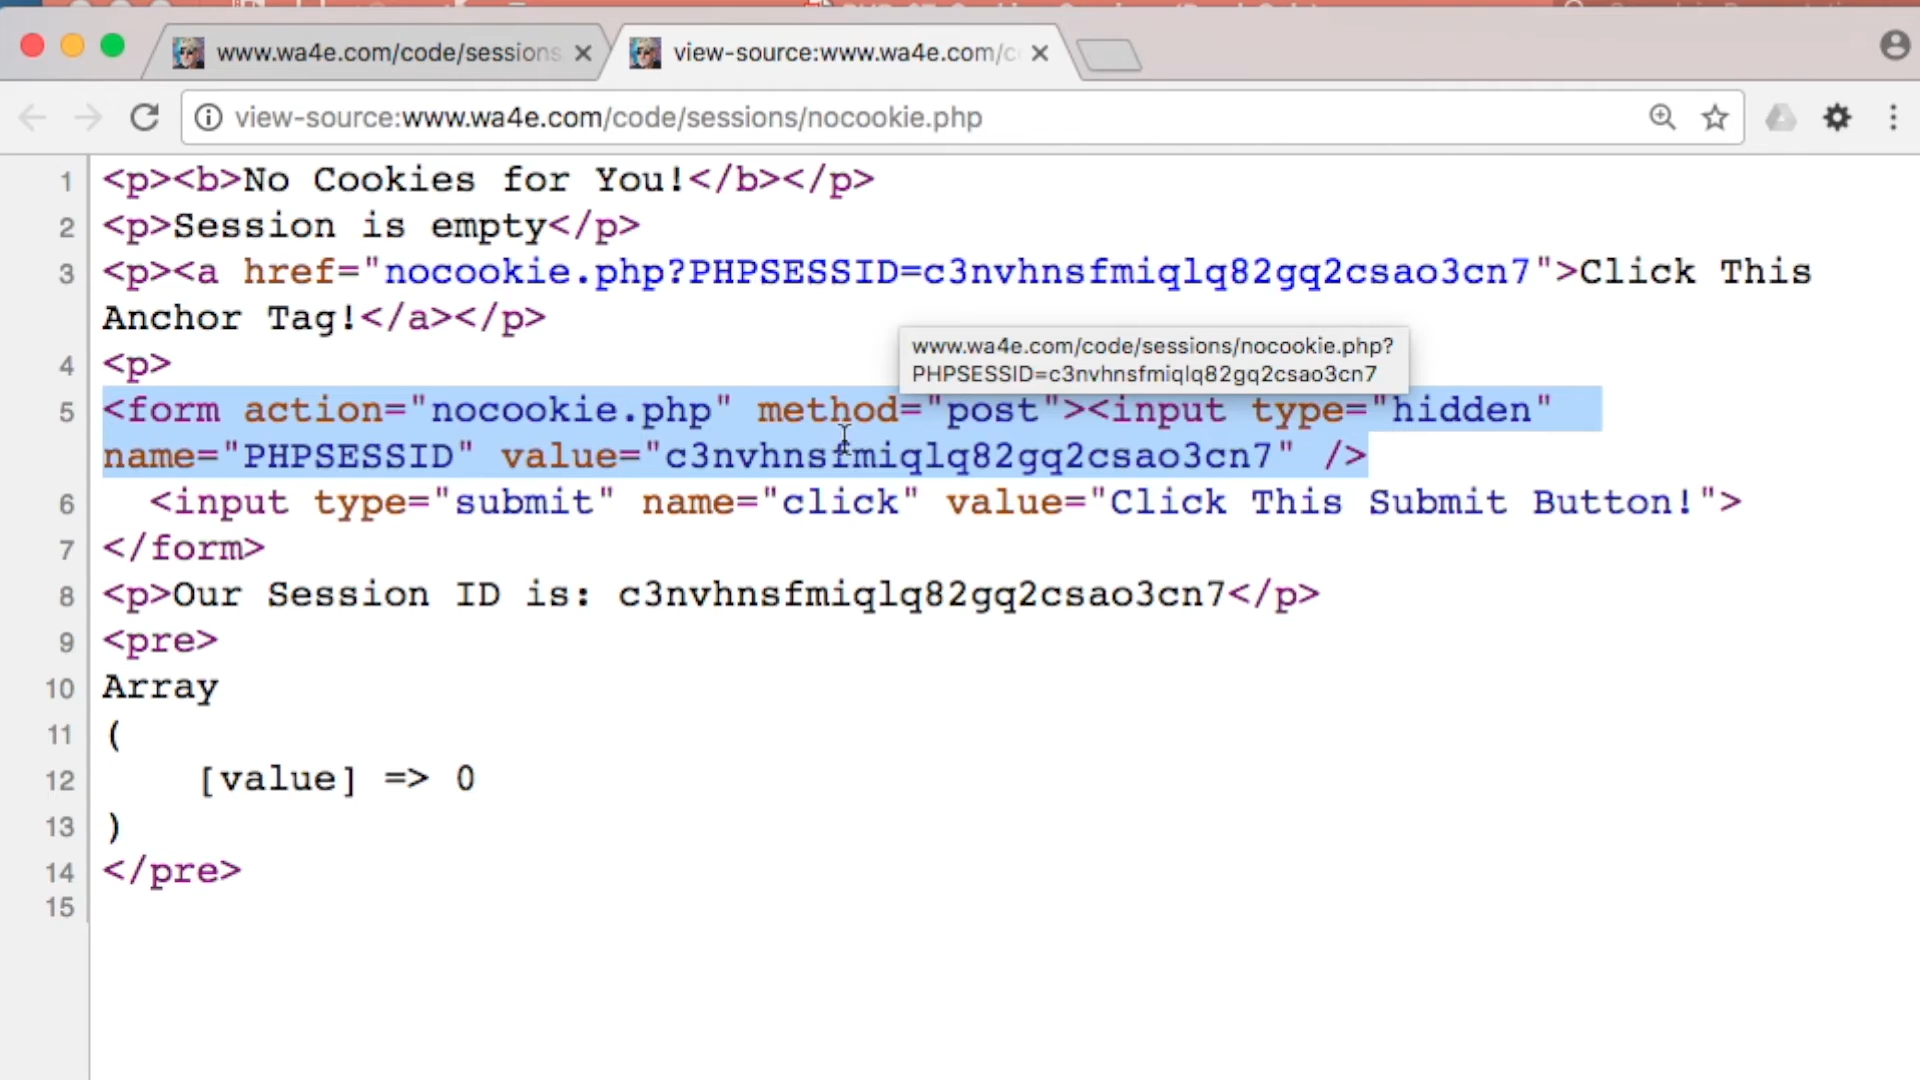 www.wa4e.com/code/sessions
view-source:www.wa4e.com/c
view-source:www.wa4e.com/code/sessions/nocookie.php
1 <p><b>No Cookies for You!</b></p>
2 <p>Session is empty</p>
3 <p><a href="nocookie.php?PHPSESSID=c3nvhnsfmiqlq82gq2csao3cn7">Click This
Anchor Tag!</a></p>
www.wa4e.com/code/sessions/nocookie.php?
PHPSESSID=c3nvhnsfmiqlq82gq2csao3cn7
4 <p>
5 <form action="nocookie.php" method="post"><input type="hidden"
name="PHPSESSID" value="c3nvhnsfmiqlq82gq2csao3cn7" />
6 <input type="submit" name="click" value="Click This Submit Button!">
7 </form>
8 <p>Our Session ID is: c3nvhnsfmiqlq82gq2csao3cn7</p>
9 <pre>
10 Array
11 (
12 [value] => 0
13 )
14 </pre>
15